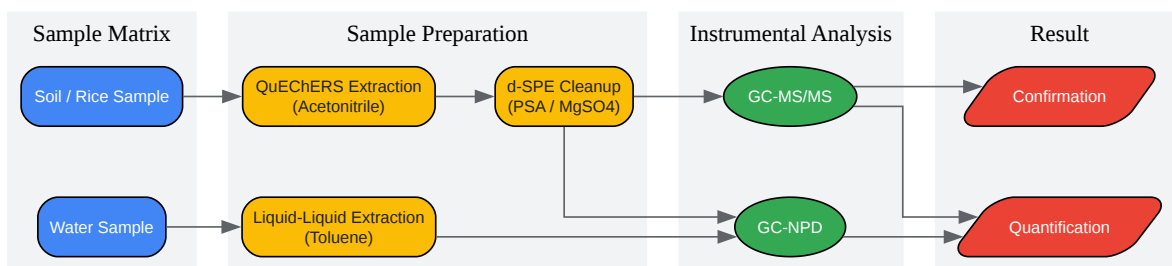 Sample Matrix
Sample Preparation
Instrumental Analysis
Result
Soil / Rice Sample
QuEChERS Extraction
(Acetonitrile)
d-SPE Cleanup
(PSA / MgSO4)
GC-MS/MS
Confirmation
Water Sample
Liquid-Liquid Extraction
(Toluene)
GC-NPD
Quantification